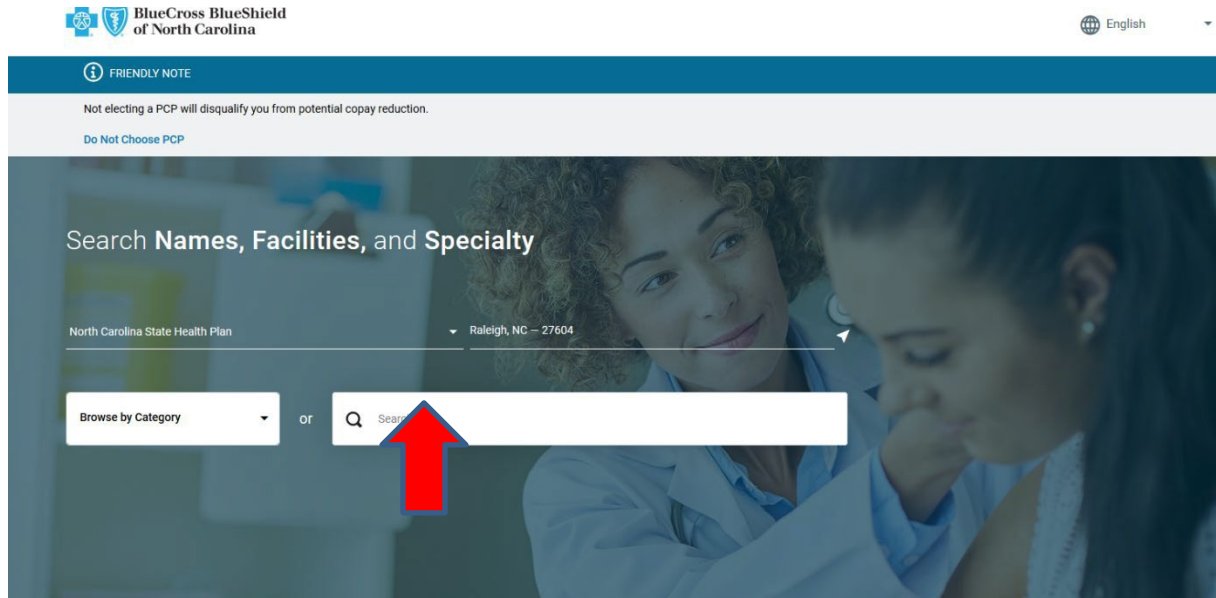 BlueCross BlueShield
of North Carolina
English
FRIENDLY NOTE
Not electing a PCP will disqualify you from potential copay reduction.
Do Not Choose PCP
Search Names, Facilities, and Specialty
North Carolina State Health Plan
Raleigh, NC — 27604
Browse by Category
or